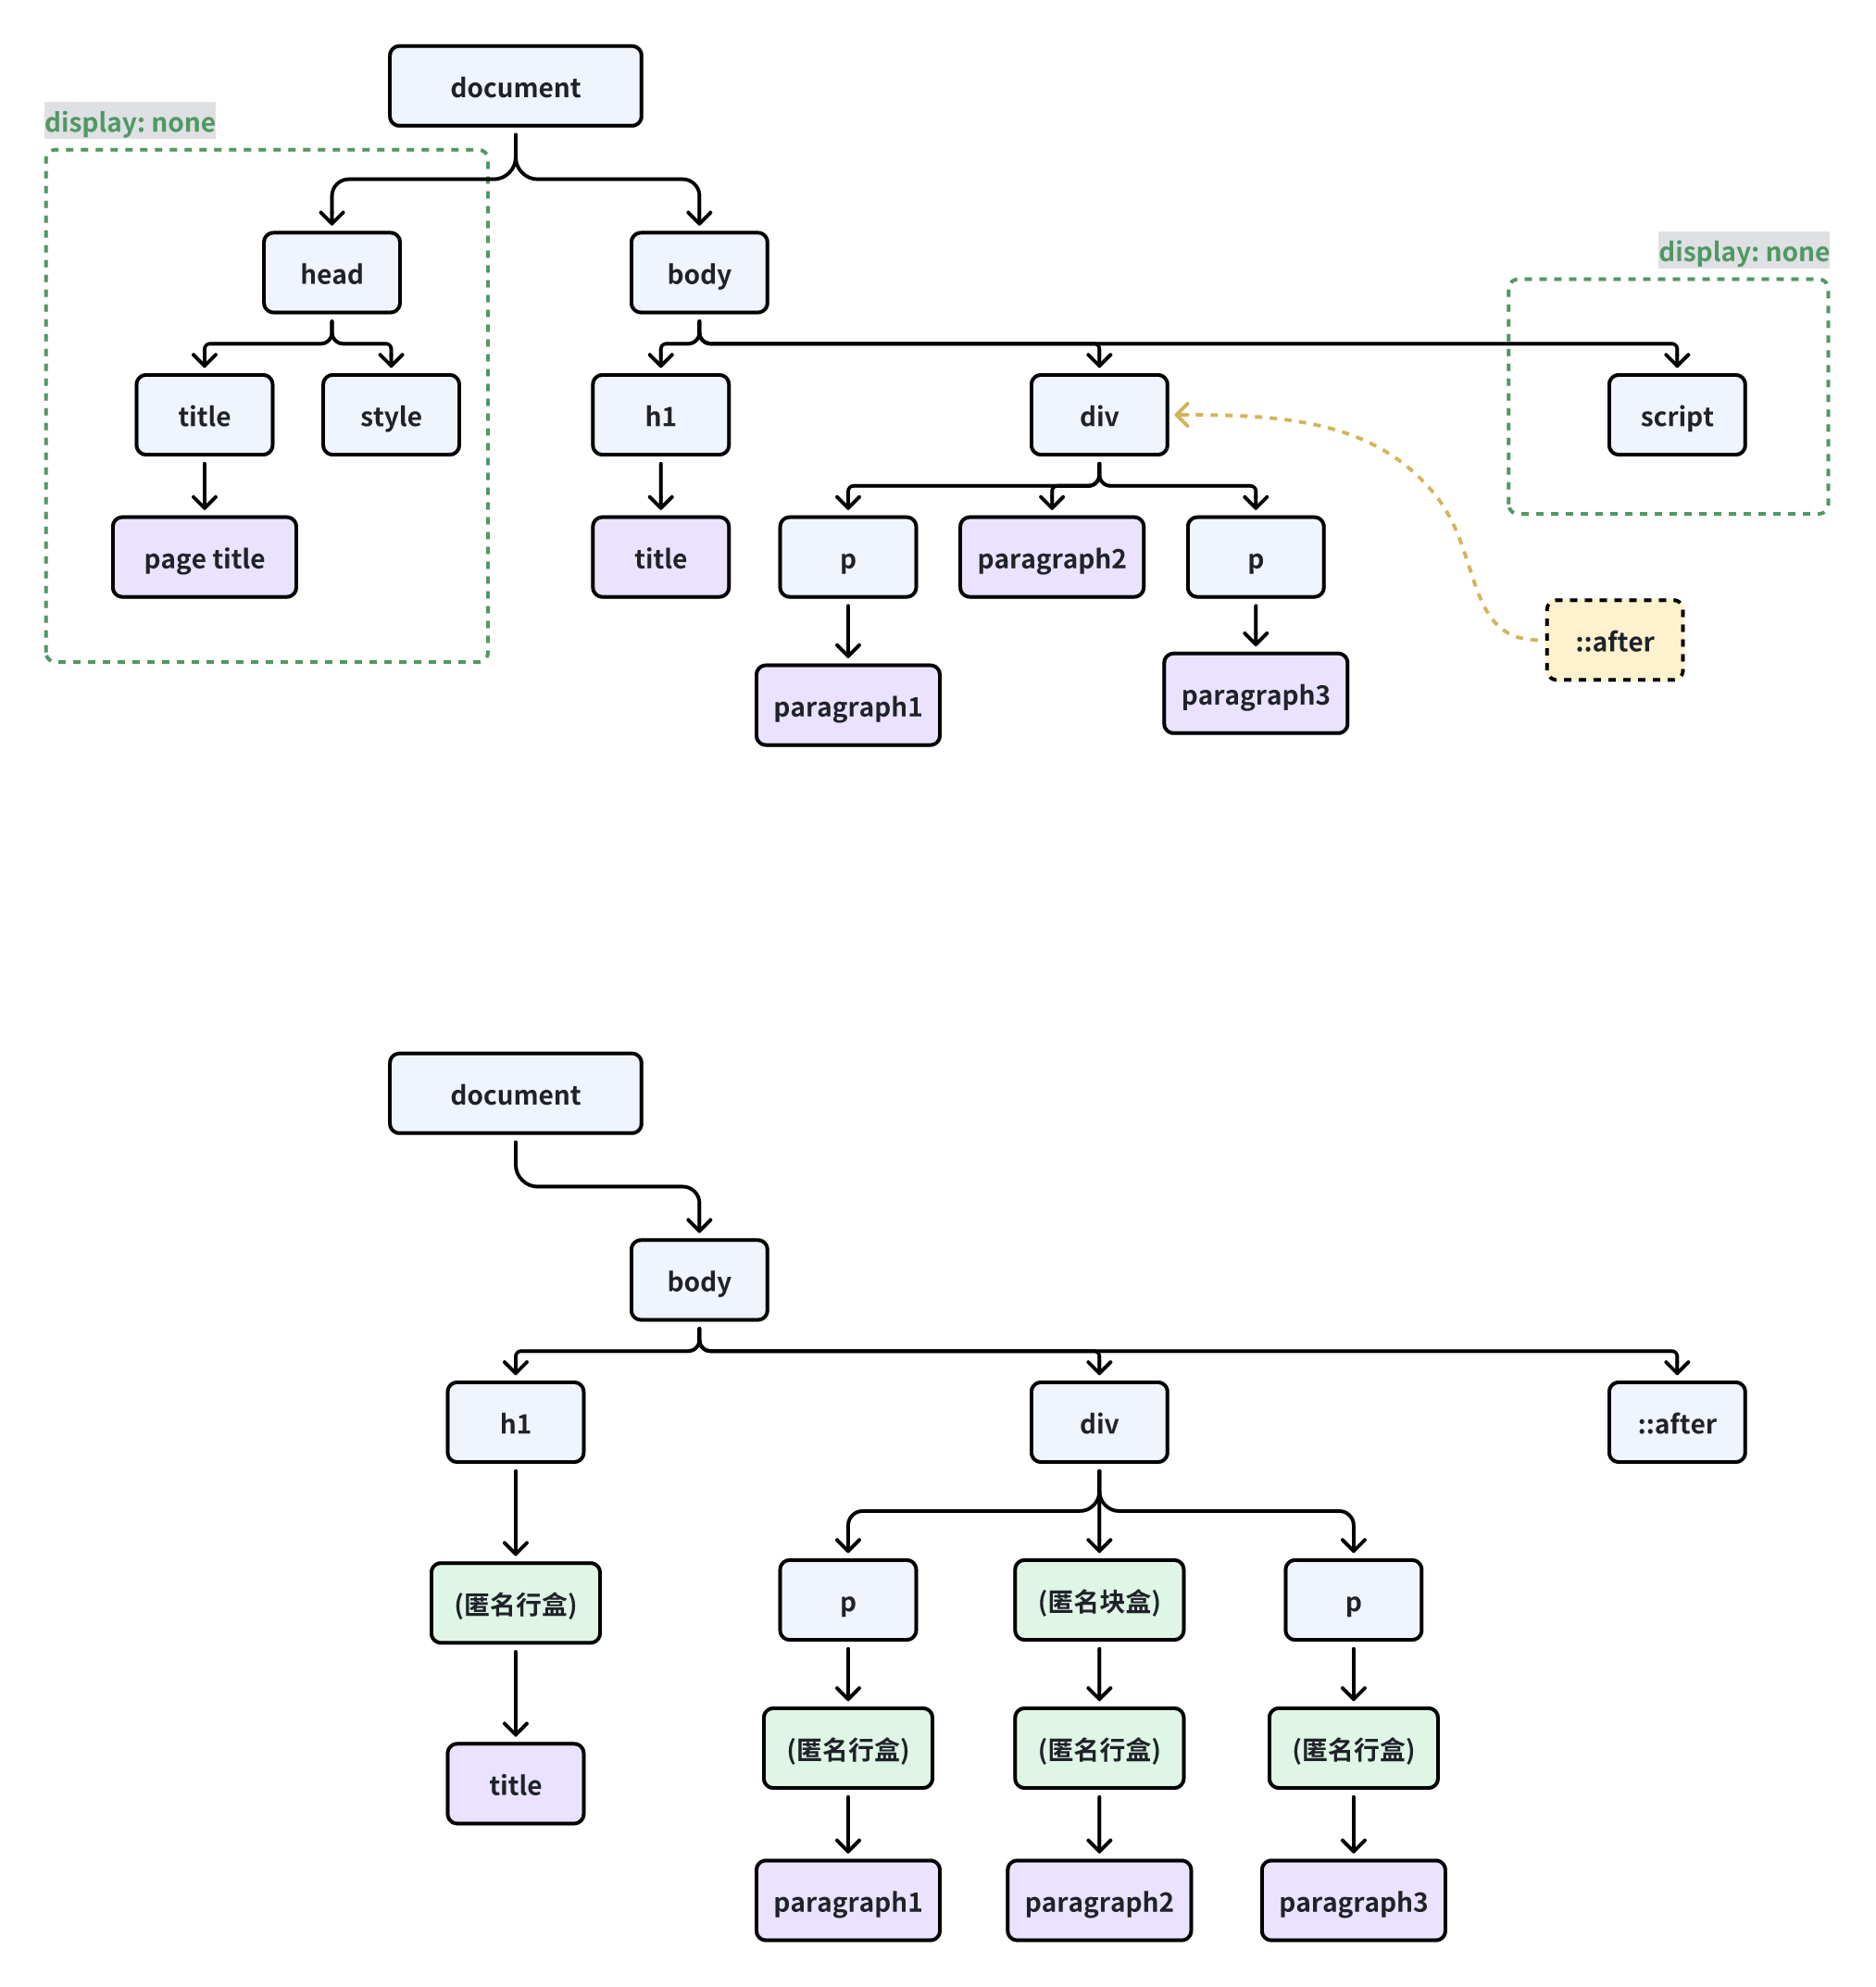 document
display: none
head
body
display: none
title
style
h1
div
script
page title
title
p
paragraph2
p
::after
paragraph1
paragraph3
document
body
h1
div
::after
(匿名行盒)
p
(匿名块盒)
p
(匿名行盒)
(匿名行盒)
(匿名行盒)
title
paragraph1
paragraph2
paragraph3